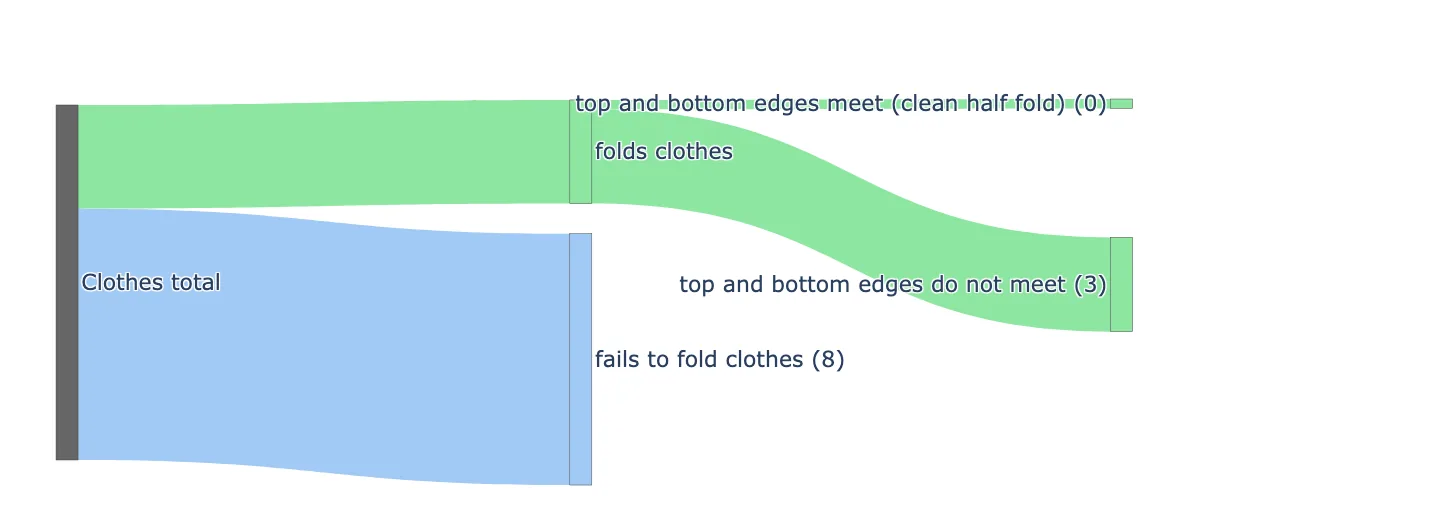 top and bottom edges meet (clean half fold) (0)
folds clothes
Clothes total
top and bottom edges do not meet (3)
fails to fold clothes (8)